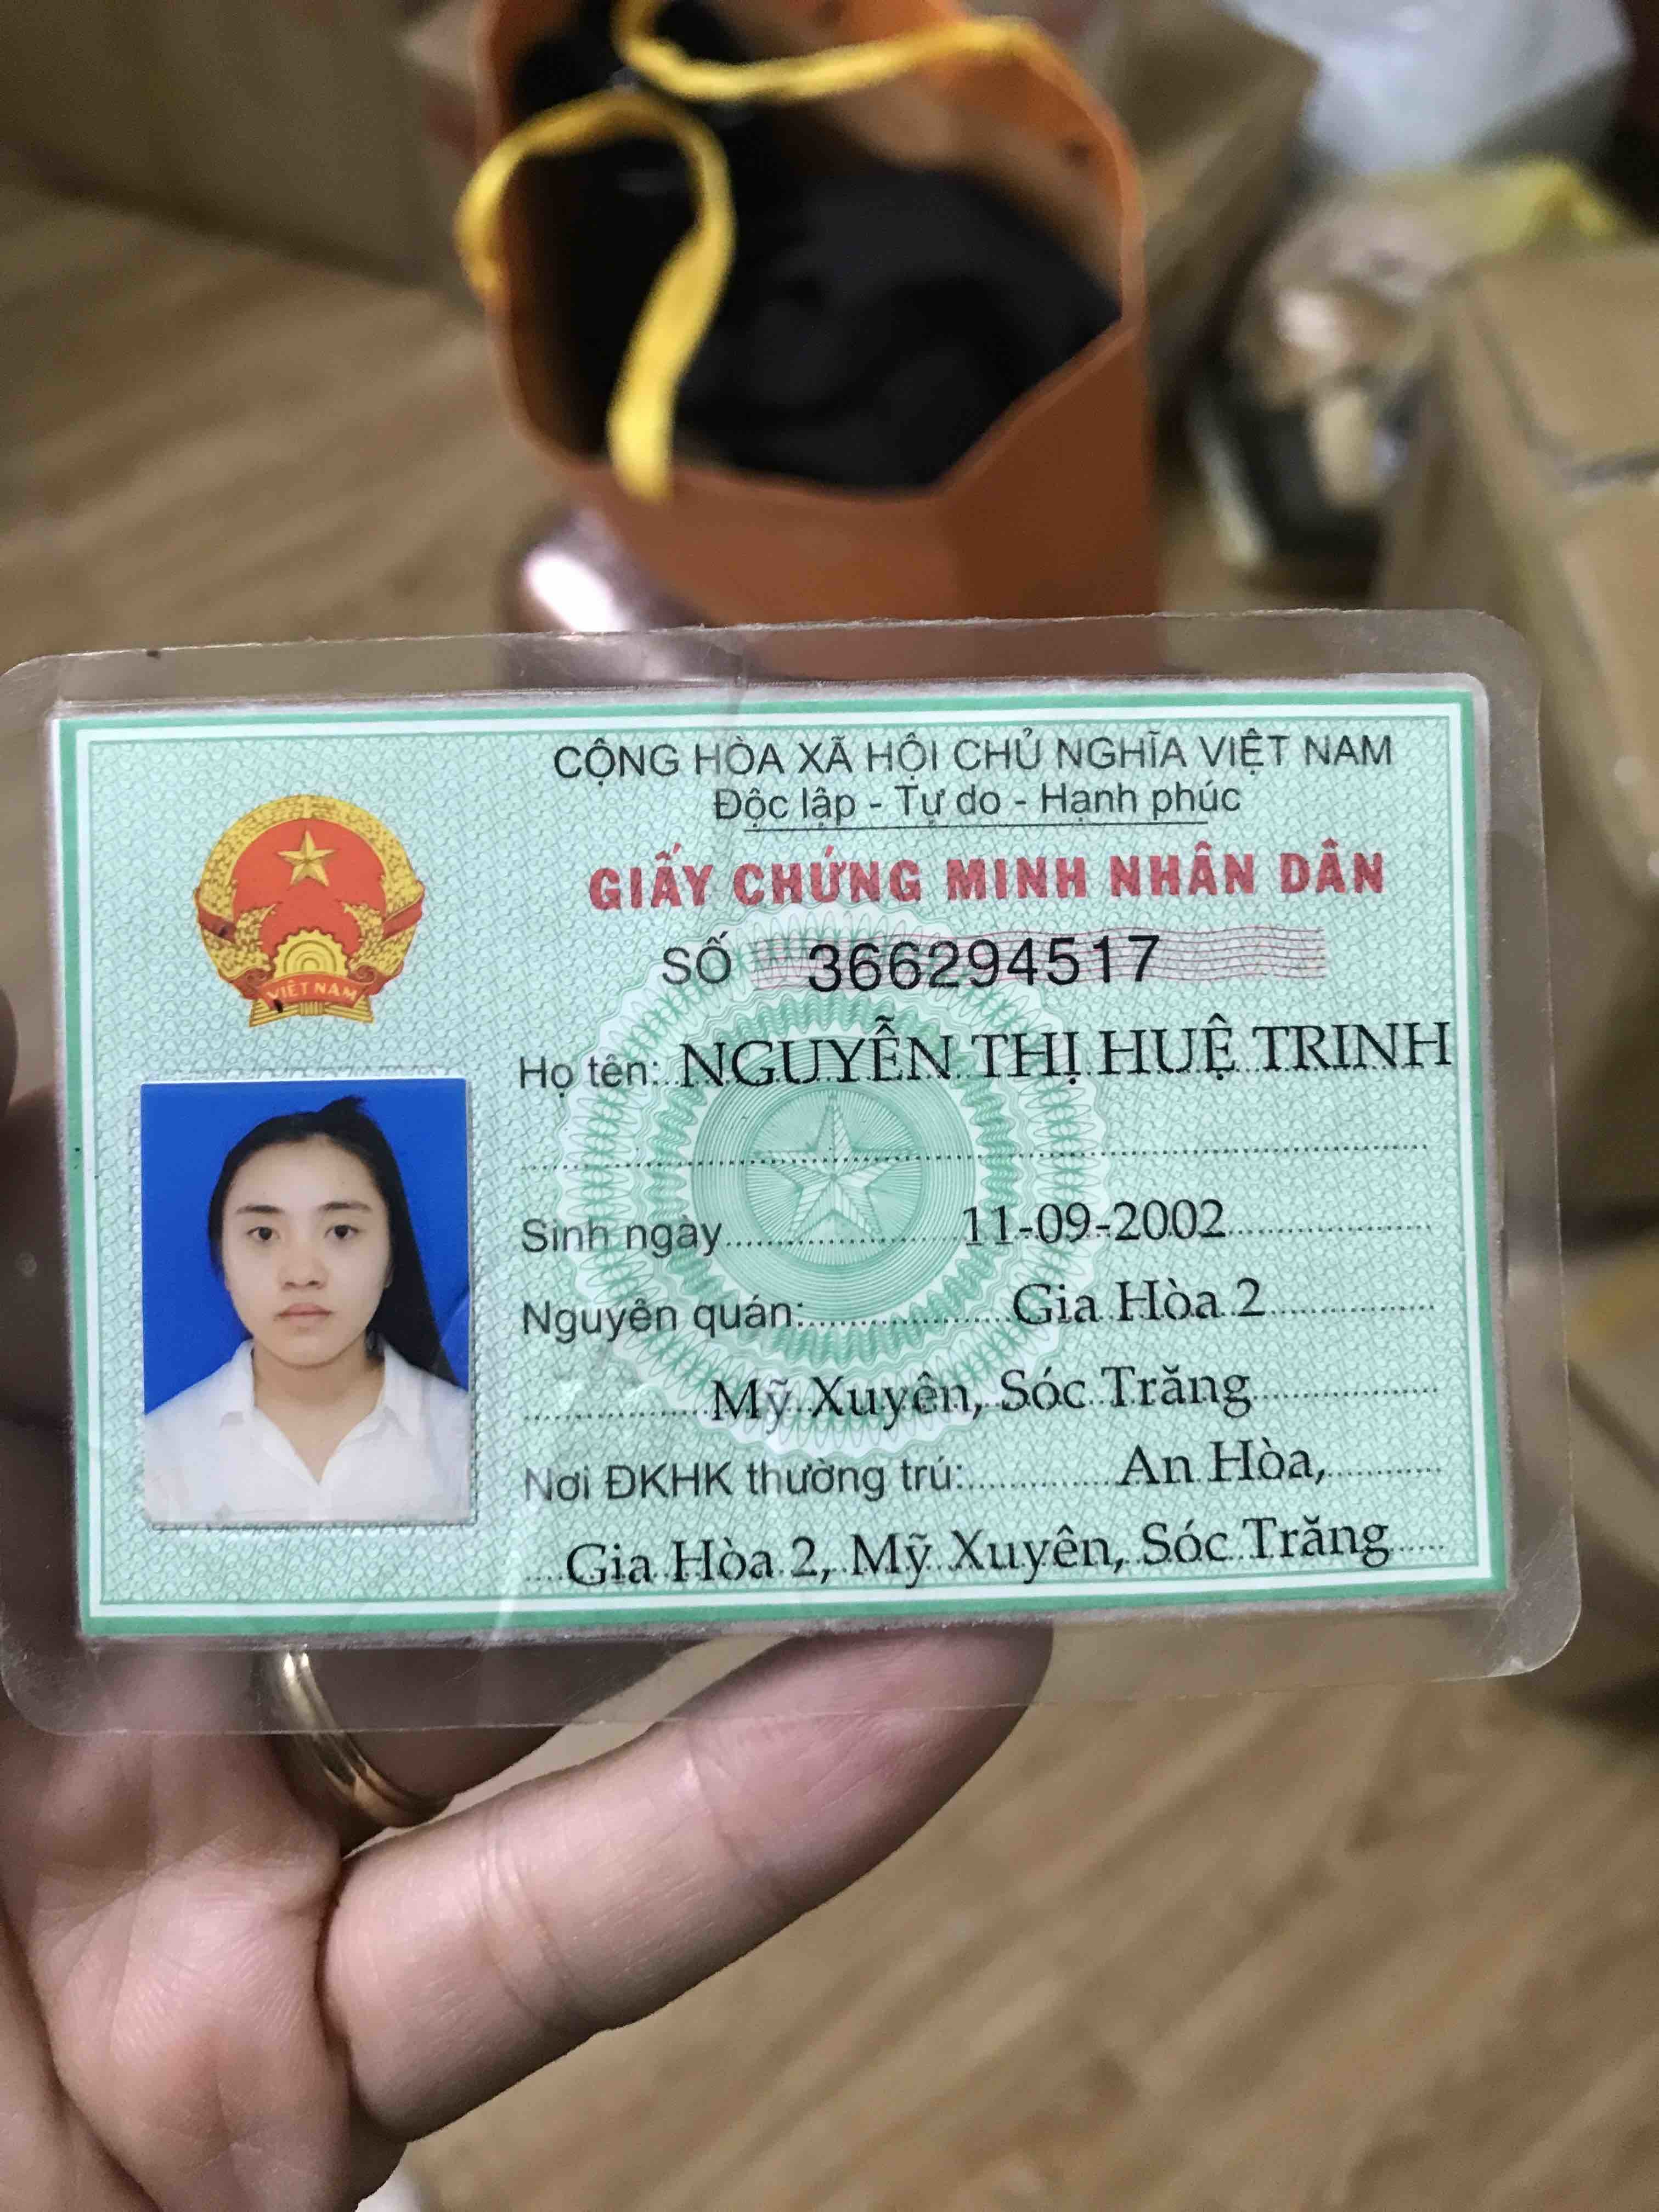 CỘNG HÒA XÃ HỘI CHỦ NGHĨA VIỆT NAM
Độc lập - Tự do - Hạnh phúc
GIẤY CHỨNG MINH NHÂN DÂN
SỐ 366294517
VIỆT NAM
Họ tên: NGUYỄN THỊ HUỆ TRINH
Sinh ngày 11-09-2002
Nguyên quán: Gia Hòa 2
Mỹ Xuyên, Sóc Trăng
Nơi ĐKHK thường trú: An Hòa,
Gia Hòa 2, Mỹ Xuyên, Sóc Trăng